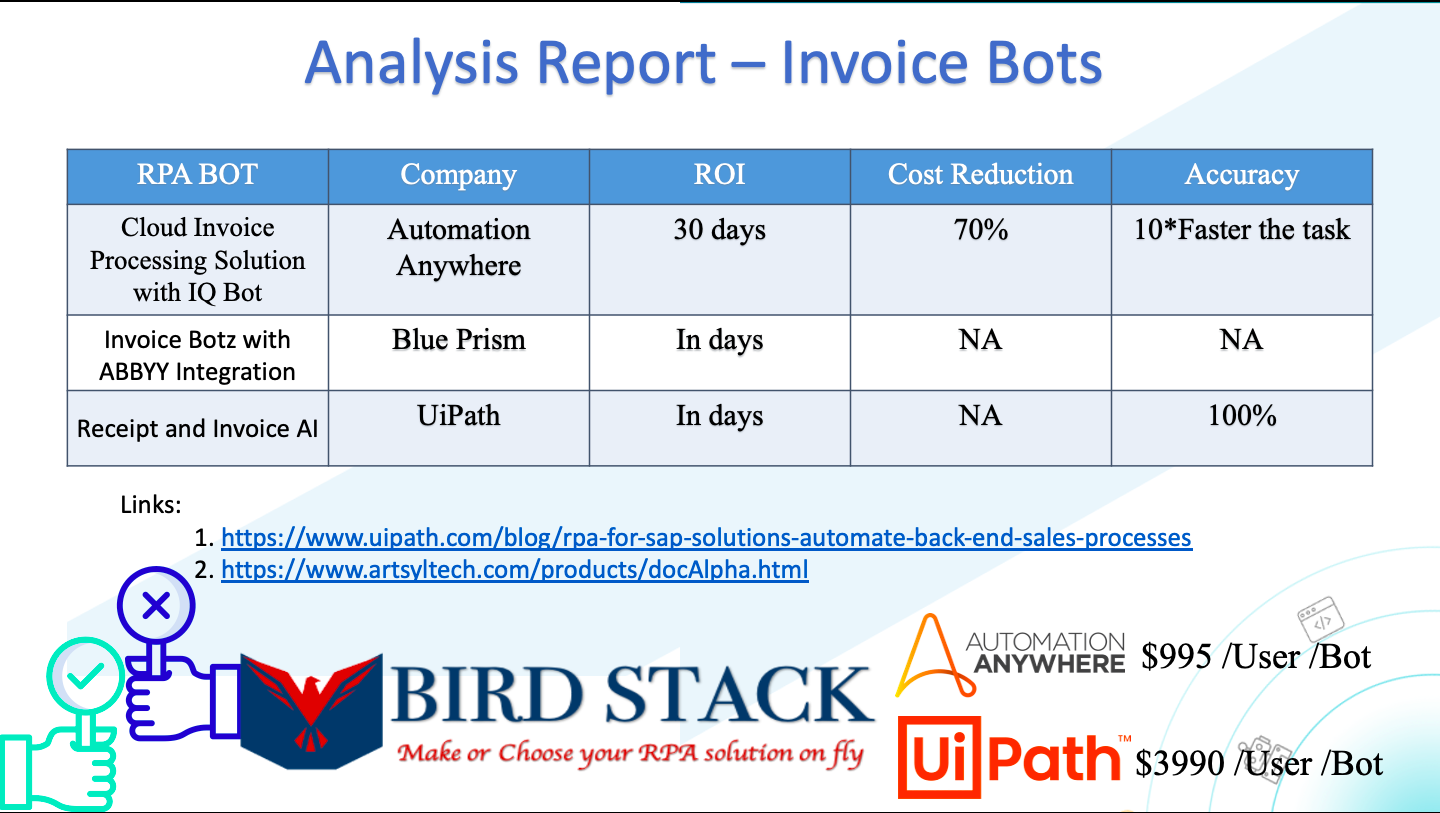 Analysis Report – Invoice Bots
RPA BOT Company ROI Cost Reduction Accuracy
Cloud Invoice
Processing Solution
with IQ Bot
Automation
Anywhere
30 days
70%
10*Faster the task
Invoice Botz with
ABBYY Integration
Blue Prism
In days
NA
NA
Receipt and Invoice AI
UiPath
In days
NA
100%
Links:
1. https://www.uipath.com/blog/rpa-for-sap-solutions-automate-back-end-sales-processes
2. https://www.artsyltech.com/products/docAlpha.html
BIRD STACK
Make or Choose your RPA solution on fly
AUTOMATION
ANYWHERE
$995 /User /Bot
UiPath™
$3990 /User /Bot